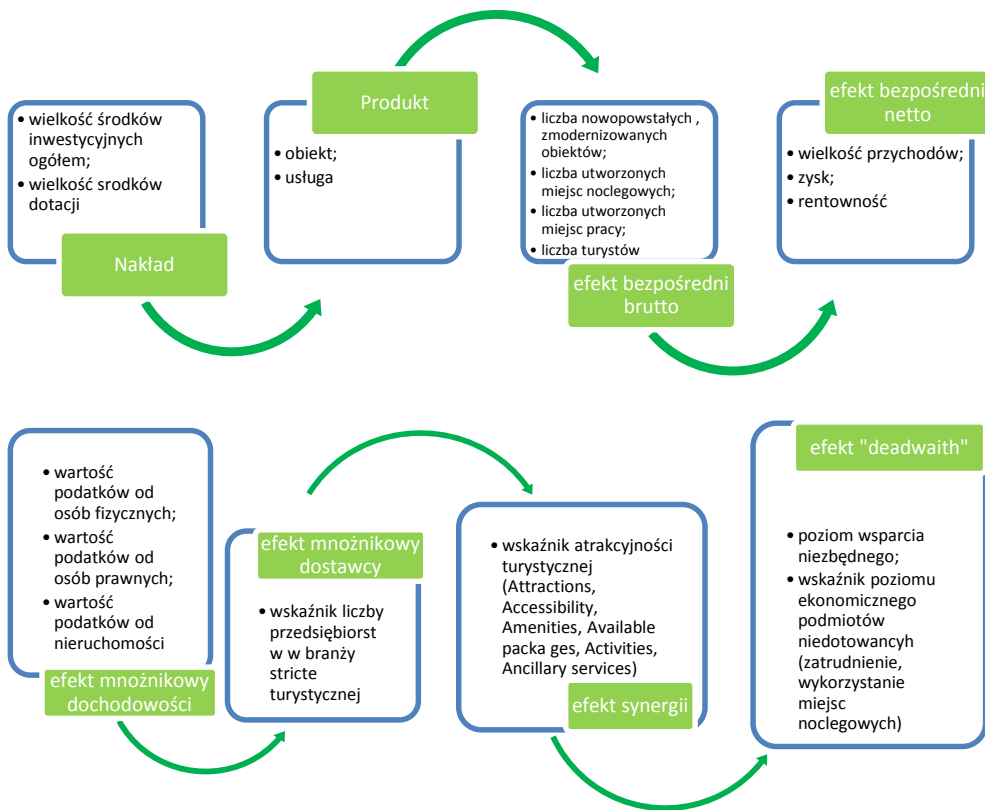 • wielkość środków
inwestycyjnych
ogółem;
• wielkość srodków
dotacji
Nakład
Produkt
• obiekt;
• usługa
• liczba nowopowstałych ,
zmodernizowanych
obiektów;
• liczba utworzonych
miejsc noclegowych;
• liczba utworzonych
miejsc pracy;
• liczba turystów
efekt bezpośredni
brutto
efekt bezpośredni
netto
• wielkość przychodów;
• zysk;
• rentowność
• wartość
podatków od
osób fizycznych;
• wartość
podatków od
osób prawnych;
• wartość
podatków od
nieruchomości
efekt mnożnikowy
dochodowości
efekt mnożnikowy
dostawcy
• wskaźnik liczby
przedsiębiorst
w w branży
stricte
turystycznej
• wskaźnik atrakcyjności
turystycznej
(Attractions,
Accessibility,
Amenities, Available
packa ges, Activities,
Ancillary services)
efekt synergii
efekt "deadwaith"
• poziom wsparcia
niezbędnego;
• wskaźnik poziomu
ekonomicznego
podmiotów
niedotowancyh
(zatrudnienie,
wykorzystanie
miejsc
noclegowych)